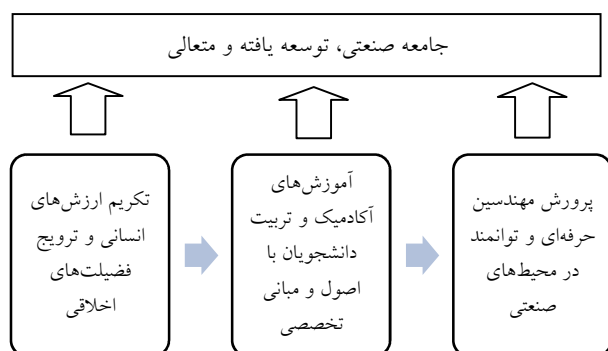 جامعه صنعتی، توسعه یافته و متعالی
تکریم ارزش‌های
انسانی و ترویج
فضیلت‌های
اخلاقی
آموزش‌های
آکادمیک و تربیت
دانشجویان با
اصول و مبانی
تخصصی
پرورش مهندسین
حرفه‌ای و توانمند
در محیط‌های
صنعتی